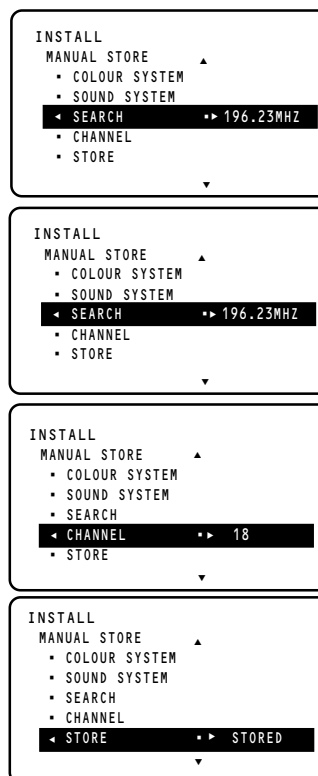 INSTALL
MANUAL STORE ▲
▪ COLOUR SYSTEM
▪ SOUND SYSTEM
◂ SEARCH ▪▸ 196.23MHZ
▪ CHANNEL
▪ STORE
▼
INSTALL
MANUAL STORE ▲
▪ COLOUR SYSTEM
▪ SOUND SYSTEM
◂ SEARCH ▪▸ 196.23MHZ
▪ CHANNEL
▪ STORE
▼
INSTALL
MANUAL STORE ▲
▪ COLOUR SYSTEM
▪ SOUND SYSTEM
▪ SEARCH
◂ CHANNEL ▪▸ 18
▪ STORE
▼
INSTALL
MANUAL STORE ▲
▪ COLOUR SYSTEM
▪ SOUND SYSTEM
▪ SEARCH
▪ CHANNEL
◂ STORE ▪▸ STORED
▼